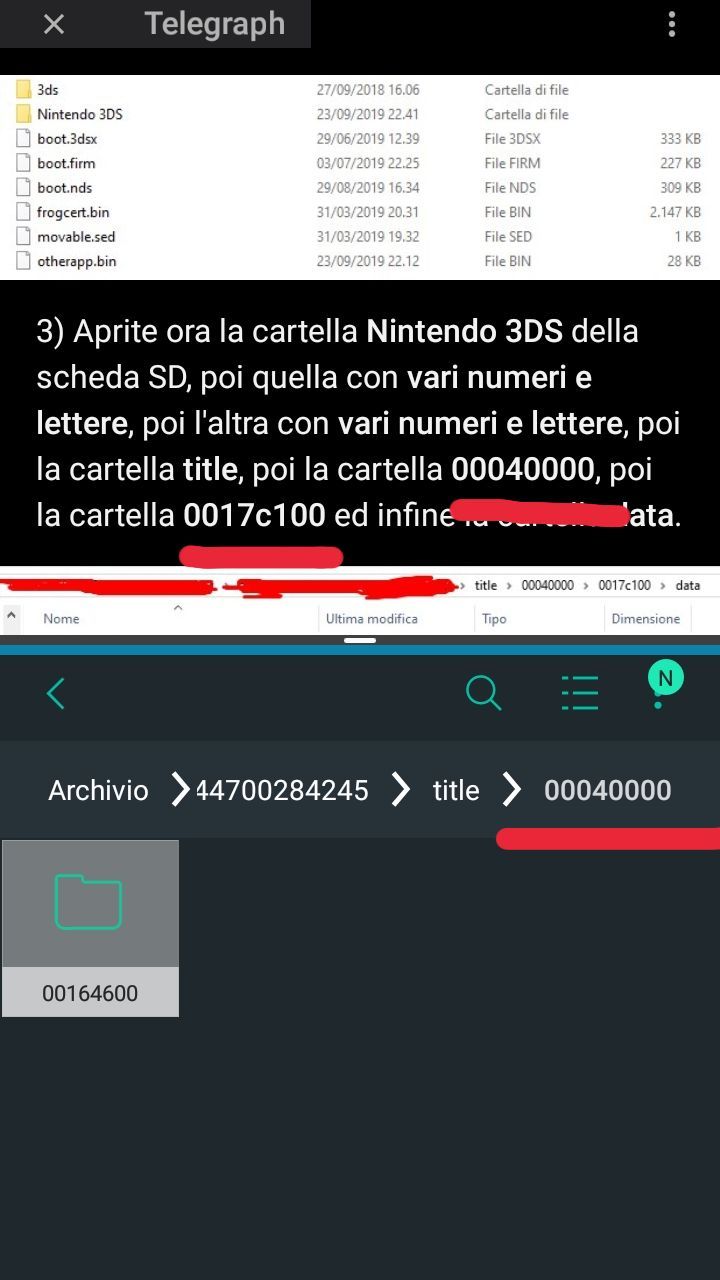 Telegraph
3ds 27/09/2018 16.06 Cartella di file
Nintendo 3DS 23/09/2019 22.41 Cartella di file
boot.3dsx 29/06/2019 12.39 File 3DSX 333 KB
boot.firm 03/07/2019 22.25 File FIRM 227 KB
boot.nds 29/08/2019 16.34 File NDS 309 KB
frogcert.bin 31/03/2019 20.31 File BIN 2.147 KB
movable.sed 31/03/2019 19.32 File SED 1 KB
otherapp.bin 23/09/2019 22.12 File BIN 28 KB
3) Aprite ora la cartella Nintendo 3DS della
scheda SD, poi quella con vari numeri e
lettere, poi l'altra con vari numeri e lettere, poi
la cartella title, poi la cartella 00040000, poi
la cartella 0017c100 ed infine la cartella data.
title > 00040000 > 0017c100 > data
Nome Ultima modifica Tipo Dimensione
N
Archivio 44700284245 title 00040000
00164600